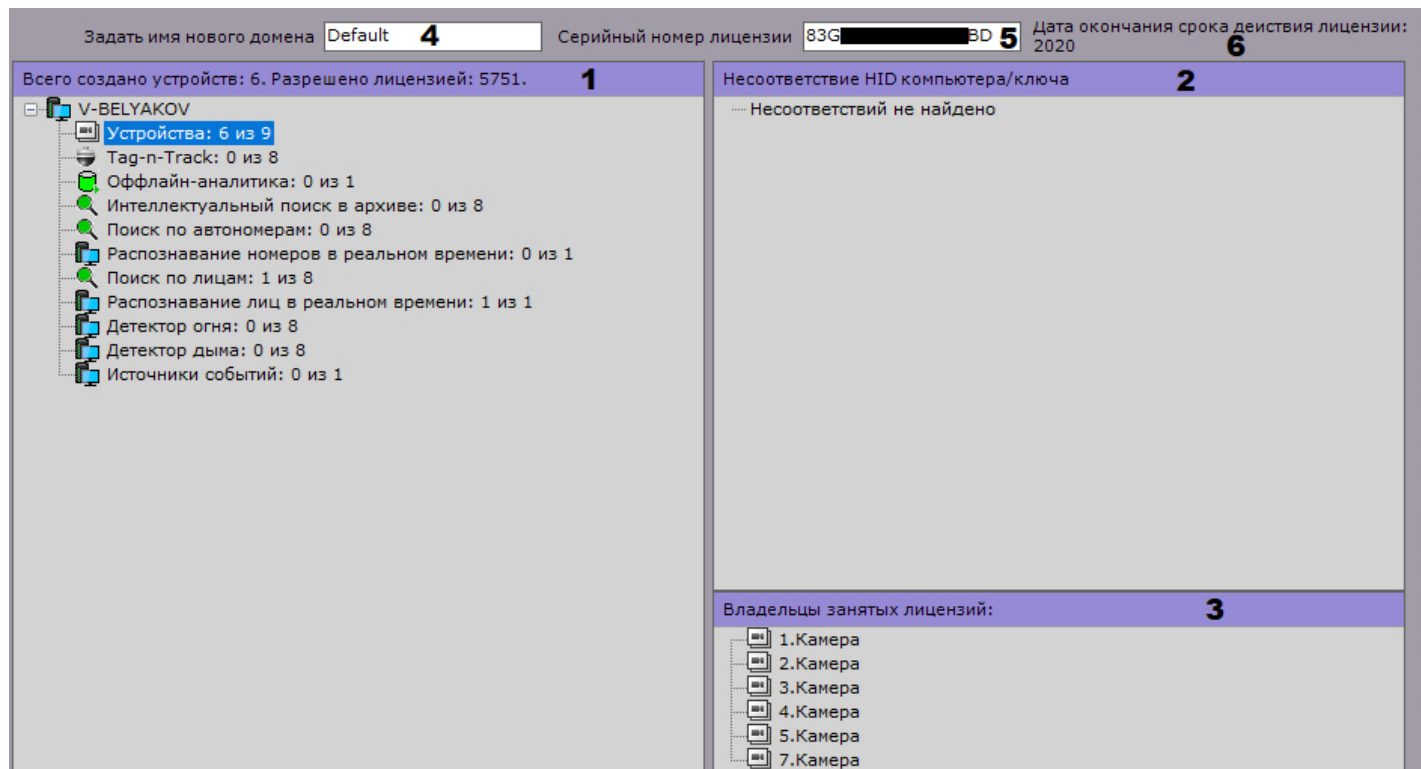 Задать имя нового домена Default 4 Серийный номер лицензии 83G BD 5 Дата окончания срока действия лицензии:
2020 6
Всего создано устройств: 6. Разрешено лицензией: 5751. 1
V-BELYAKOV
Устройства: 6 из 9
Tag-n-Track: 0 из 8
Оффлайн-аналитика: 0 из 1
Интеллектуальный поиск в архиве: 0 из 8
Поиск по автономерам: 0 из 8
Распознавание номеров в реальном времени: 0 из 1
Поиск по лицам: 1 из 8
Распознавание лиц в реальном времени: 1 из 1
Детектор огня: 0 из 8
Детектор дыма: 0 из 8
Источники событий: 0 из 1
Несоответствие HID компьютера/ключа 2
Несоответствий не найдено
Владельцы занятых лицензий: 3
1.Камера
2.Камера
3.Камера
4.Камера
5.Камера
7.Камера